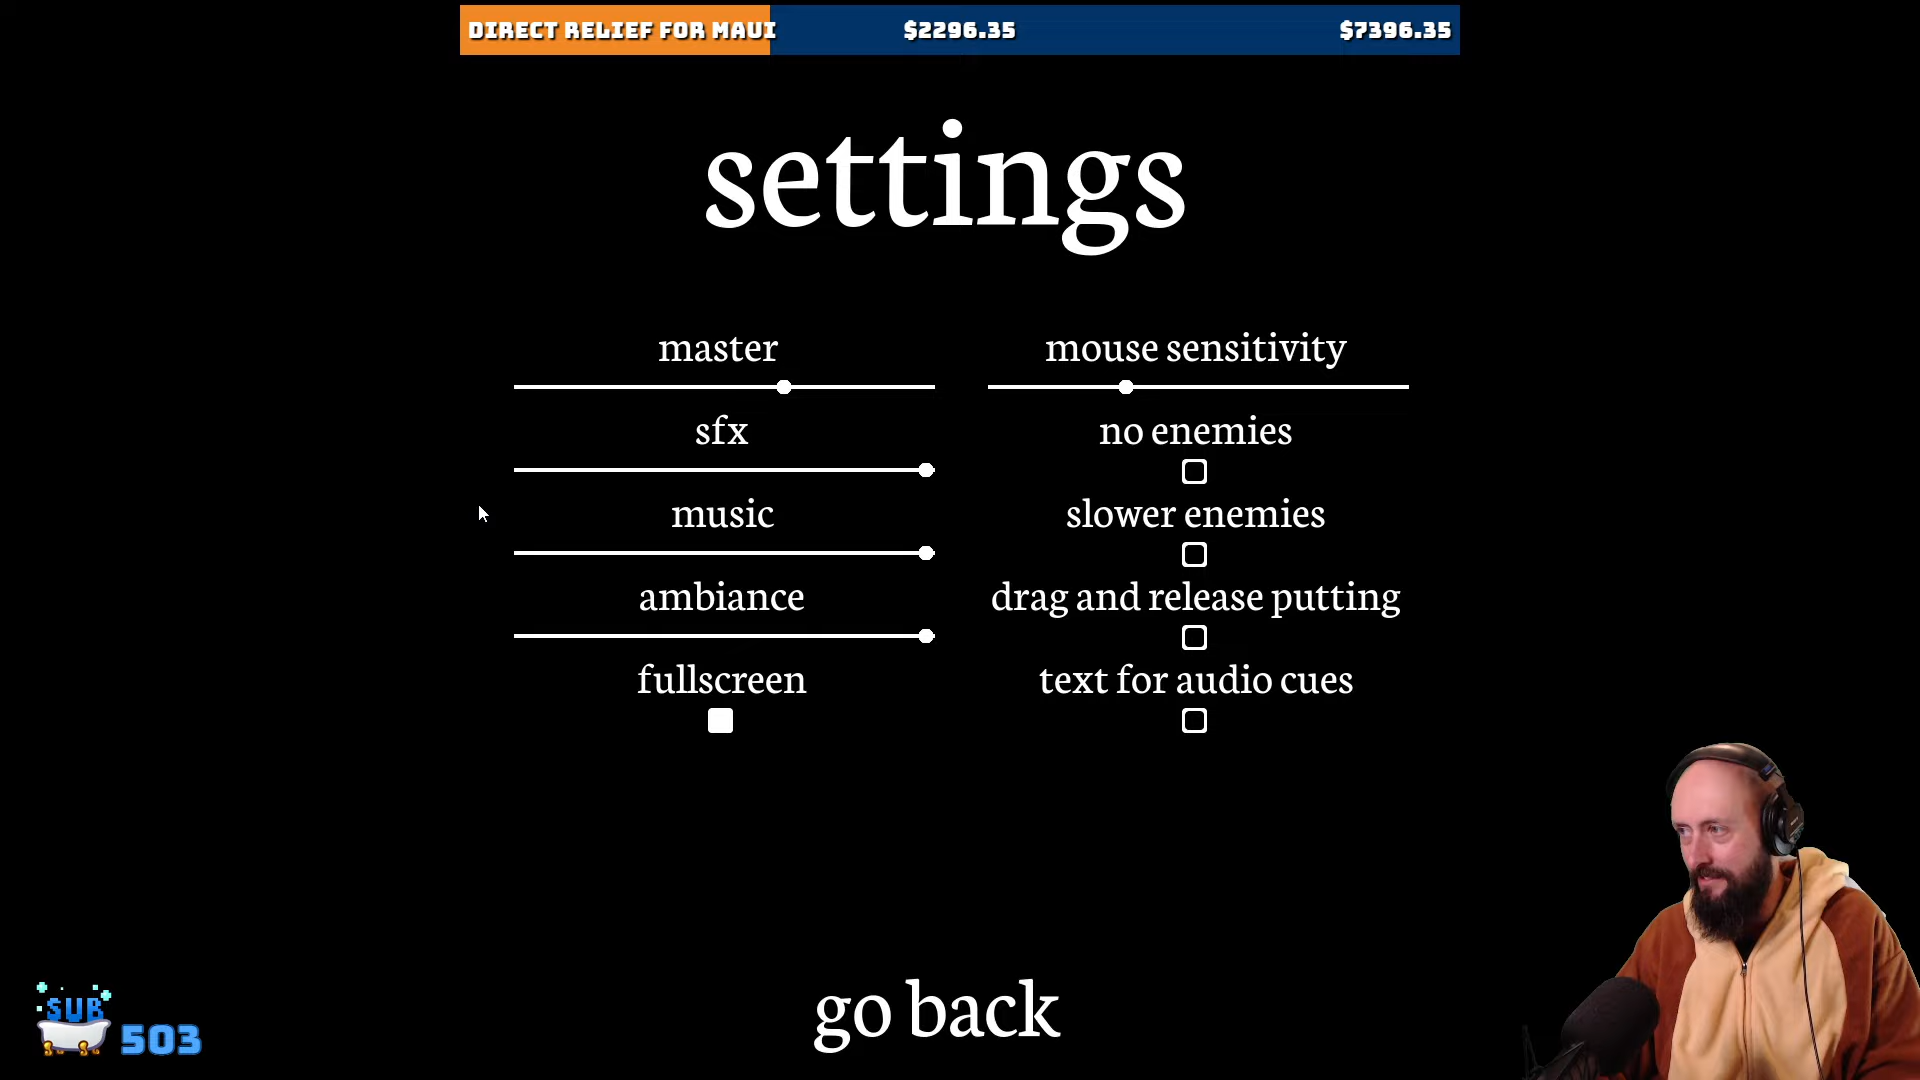 DIRECT RELIEF FOR MAUI $2296.35 $7396.35
settings
master
sfx
music
ambiance
fullscreen
mouse sensitivity
no enemies
slower enemies
drag and release putting
text for audio cues
go back
SUB
503